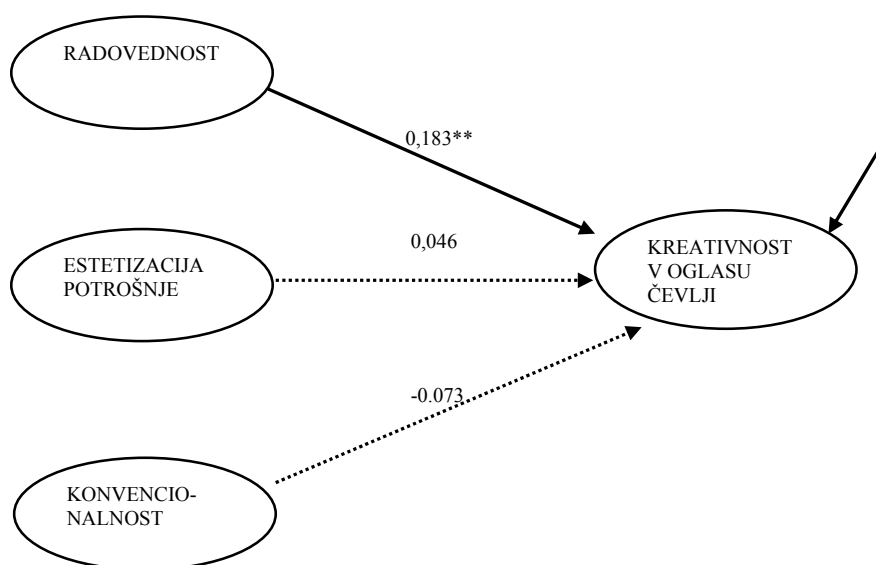 RADOVEDNOST
0,183**
0,046
ESTETIZACIJA
POTROŠNJE
KREATIVNOST
V OGLASU
ČEVLJI
-0.073
KONVENCIO-
NALNOST